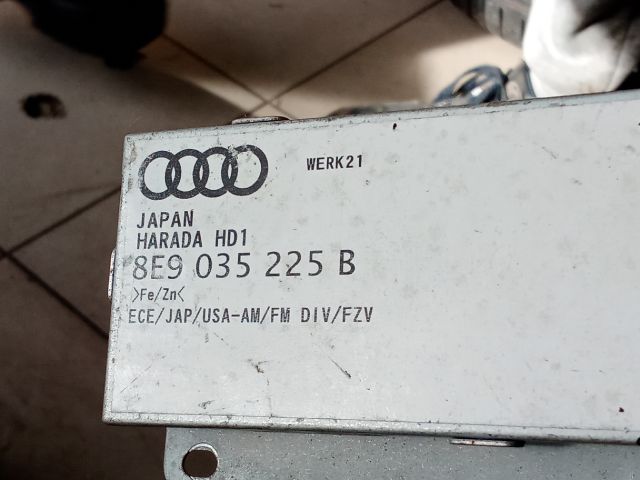 WERK21
JAPAN
HARADA HD1
8E9 035 225 B
>Fe/Zn<
ECE/JAP/USA-AM/FM DIV/FZV